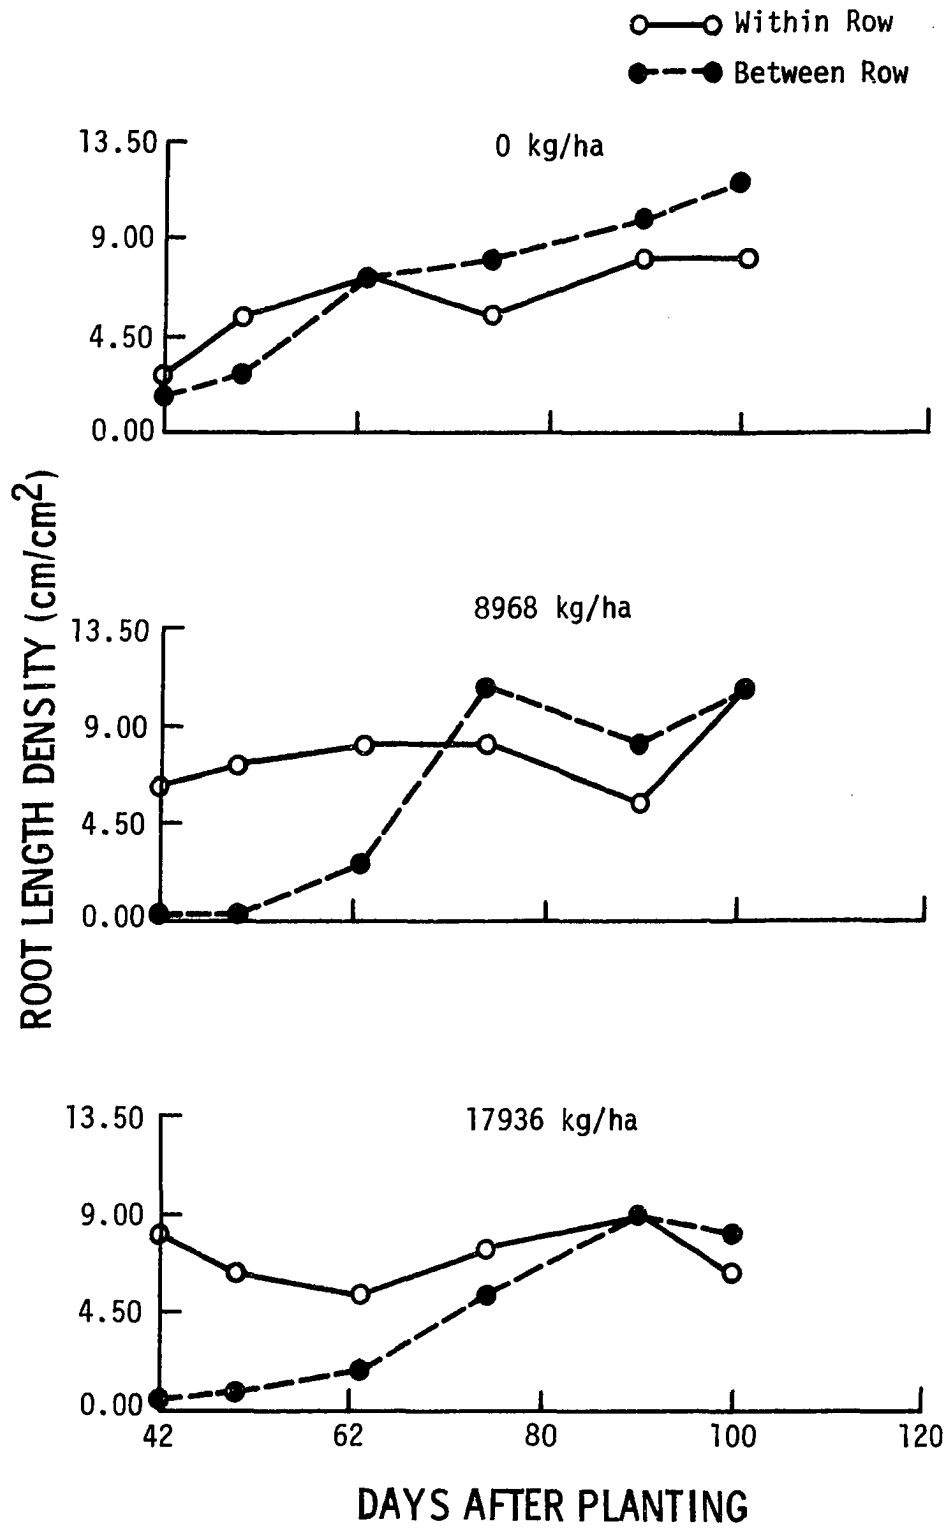 Within Row
Between Row
0 kg/ha
13.50
9.00
4.50
0.00
8968 kg/ha
13.50
9.00
4.50
0.00
17936 kg/ha
13.50
9.00
4.50
0.00
42 62 80 100 120
ROOT LENGTH DENSITY (cm/cm²)
DAYS AFTER PLANTING